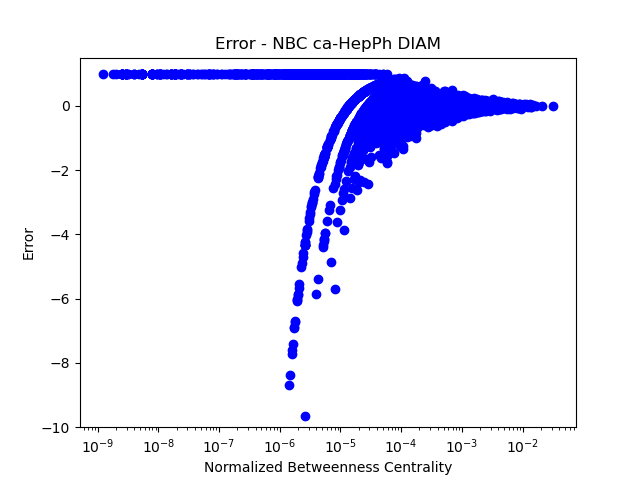 Error - NBC ca-HepPh DIAM
0
−2
−4
−6
−8
−10
Error
10⁻⁹ 10⁻⁸ 10⁻⁷ 10⁻⁶ 10⁻⁵ 10⁻⁴ 10⁻³ 10⁻²
Normalized Betweenness Centrality